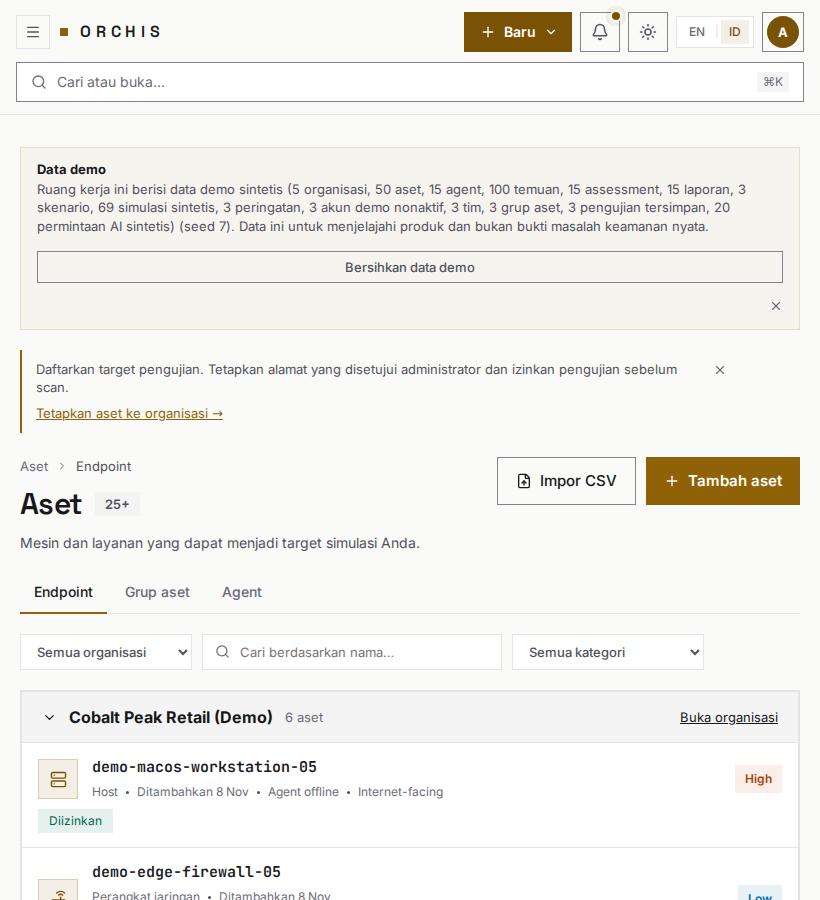 ORCHIS
Baru
EN
ID
A
Cari atau buka...
⌘K
Data demo
Ruang kerja ini berisi data demo sintetis (5 organisasi, 50 aset, 15 agent, 100 temuan, 15 assessment, 15 laporan, 3
skenario, 69 simulasi sintetis, 3 peringatan, 3 akun demo nonaktif, 3 tim, 3 grup aset, 3 pengujian tersimpan, 20
permintaan AI sintetis) (seed 7). Data ini untuk menjelajahi produk dan bukan bukti masalah keamanan nyata.
Bersihkan data demo
Daftarkan target pengujian. Tetapkan alamat yang disetujui administrator dan izinkan pengujian sebelum
scan.
Tetapkan aset ke organisasi →
Aset > Endpoint
Impor CSV
Tambah aset
Aset 25+
Mesin dan layanan yang dapat menjadi target simulasi Anda.
Endpoint Grup aset Agent
Semua organisasi
Cari berdasarkan nama...
Semua kategori
Cobalt Peak Retail (Demo) 6 aset Buka organisasi
demo-macos-workstation-05
Host • Ditambahkan 8 Nov • Agent offline • Internet-facing
High
Diizinkan
demo-edge-firewall-05
Perangkat jaringan • Ditambahkan 8 Nov
Low